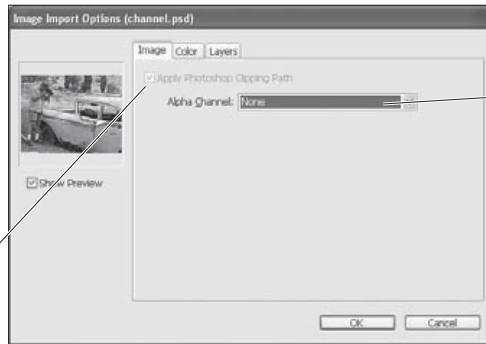 Image Import Options (channel.psd)
Image Color Layers
Apply Photoshop Clipping Path
Alpha Channel: None
Show Preview
OK Cancel